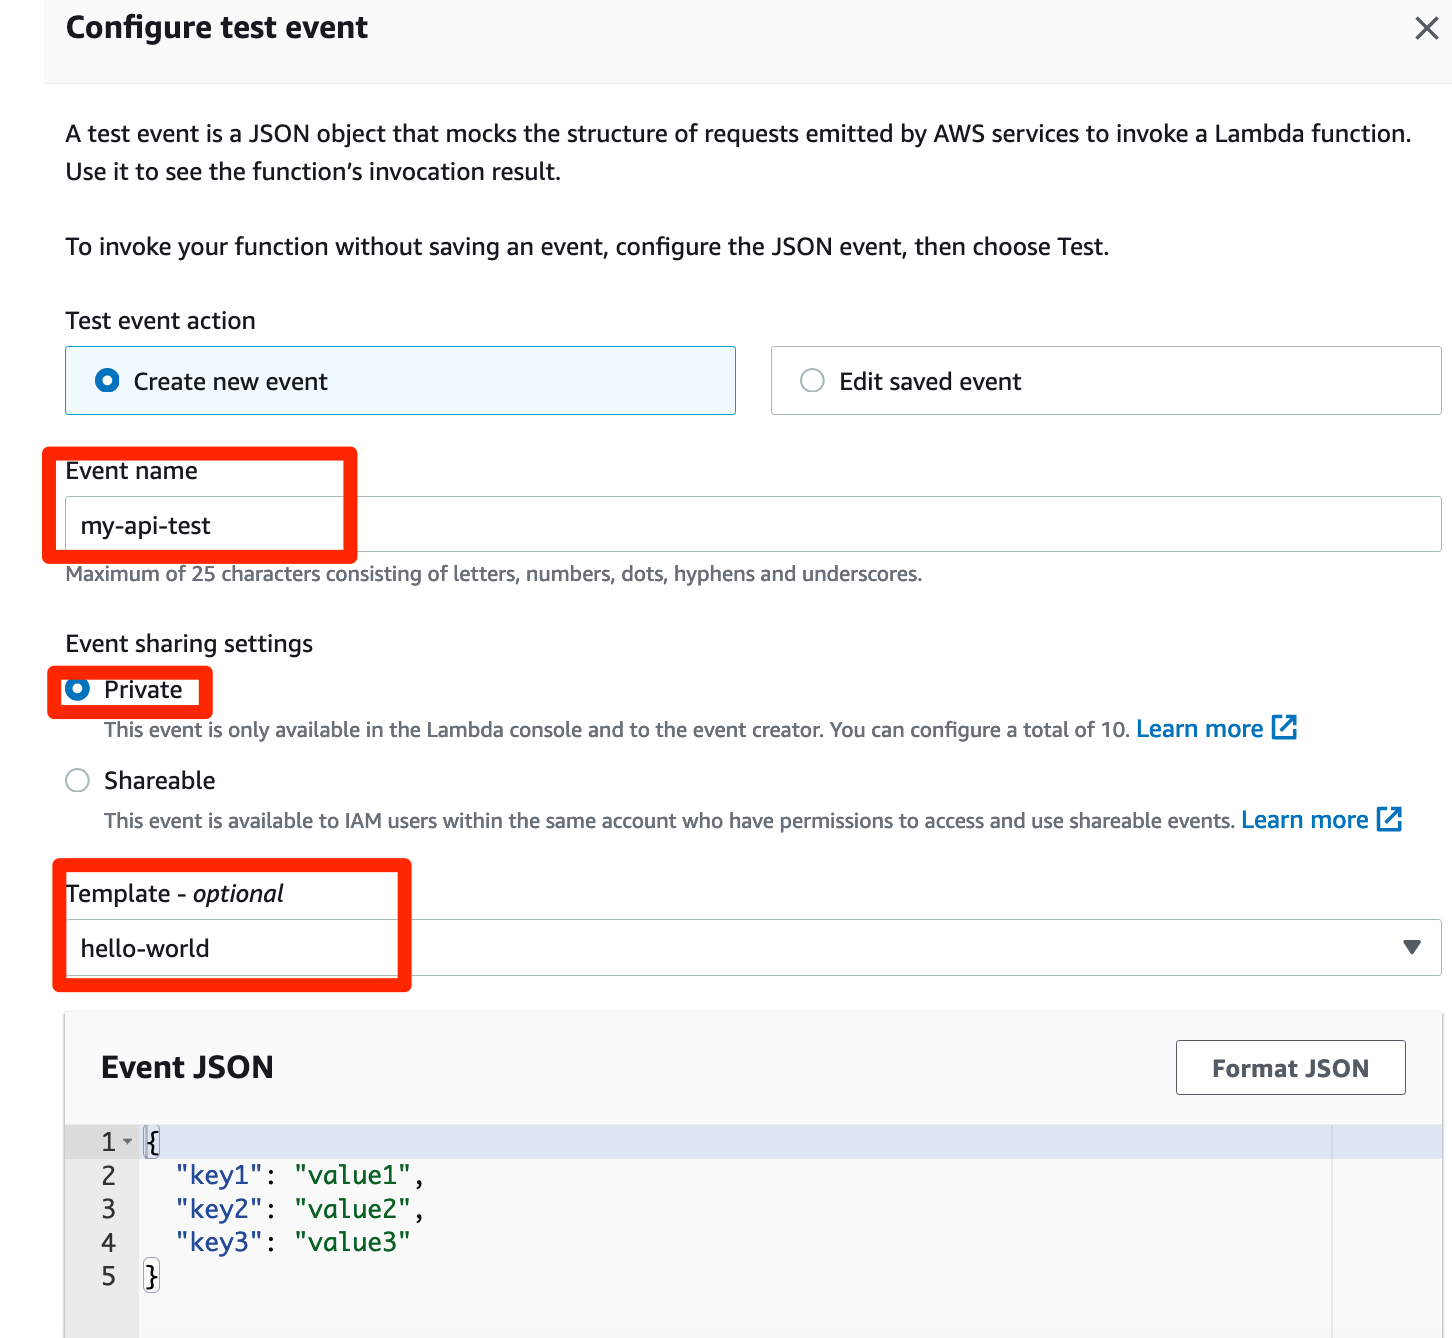 Configure test event
A test event is a JSON object that mocks the structure of requests emitted by AWS services to invoke a Lambda function.
Use it to see the function’s invocation result.
To invoke your function without saving an event, configure the JSON event, then choose Test.
Test event action
Create new event
Edit saved event
Event name
my-api-test
Maximum of 25 characters consisting of letters, numbers, dots, hyphens and underscores.
Event sharing settings
Private
This event is only available in the Lambda console and to the event creator. You can configure a total of 10. Learn more
Shareable
This event is available to IAM users within the same account who have permissions to access and use shareable events. Learn more
Template - optional
hello-world
Event JSON
Format JSON
1 {
2 "key1": "value1",
3 "key2": "value2",
4 "key3": "value3"
5 }